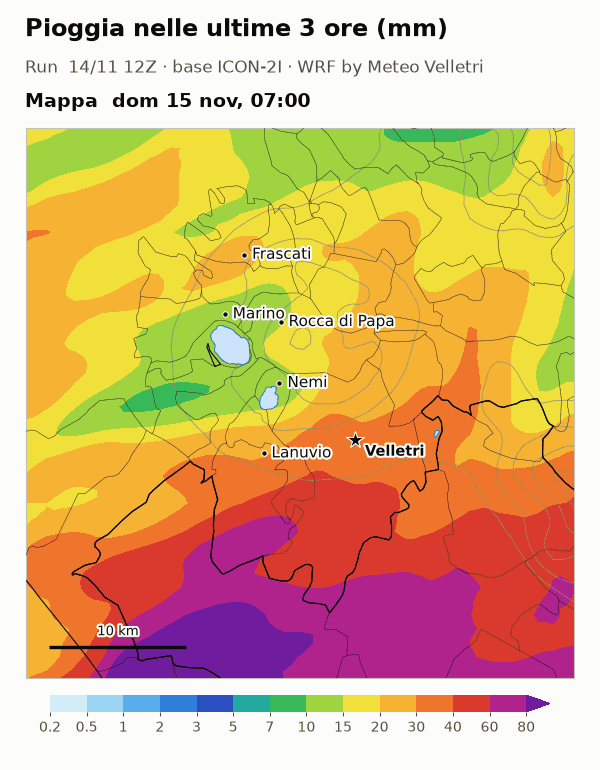 Pioggia nelle ultime 3 ore (mm)
Run 14/11 12Z · base ICON-2I · WRF by Meteo Velletri
Mappa dom 15 nov, 07:00
Frascati
Marino
Rocca di Papa
Nemi
Velletri
Lanuvio
10 km
0.2 0.5 1 2 3 5 7 10 15 20 30 40 60 80